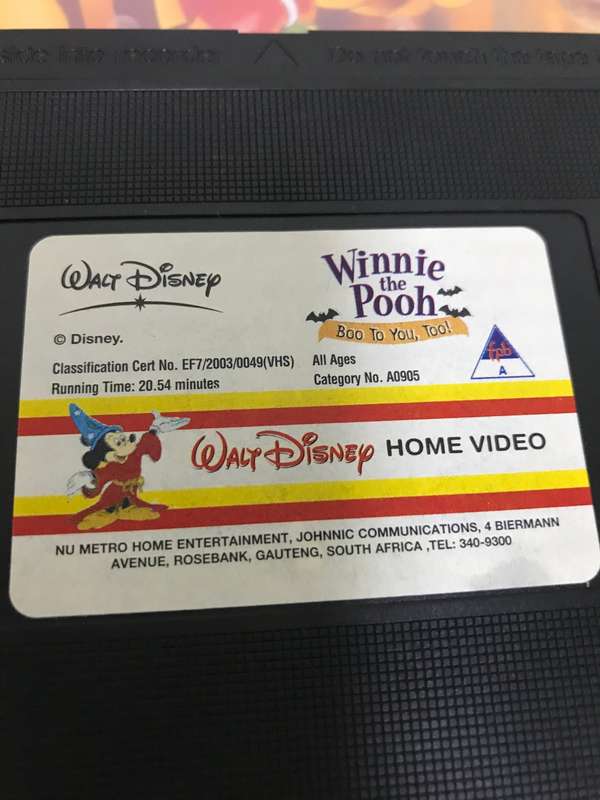 WALT DISNEY
Winnie
the
Pooh
Boo To You, Too!
© Disney.
Classification Cert No. EF7/2003/0049(VHS)
Running Time: 20.54 minutes
All Ages
Category No. A0905
fpb
A
WALT DISNEY HOME VIDEO
NU METRO HOME ENTERTAINMENT, JOHNNIC COMMUNICATIONS, 4 BIERMANN
AVENUE, ROSEBANK, GAUTENG, SOUTH AFRICA ,TEL: 340-9300